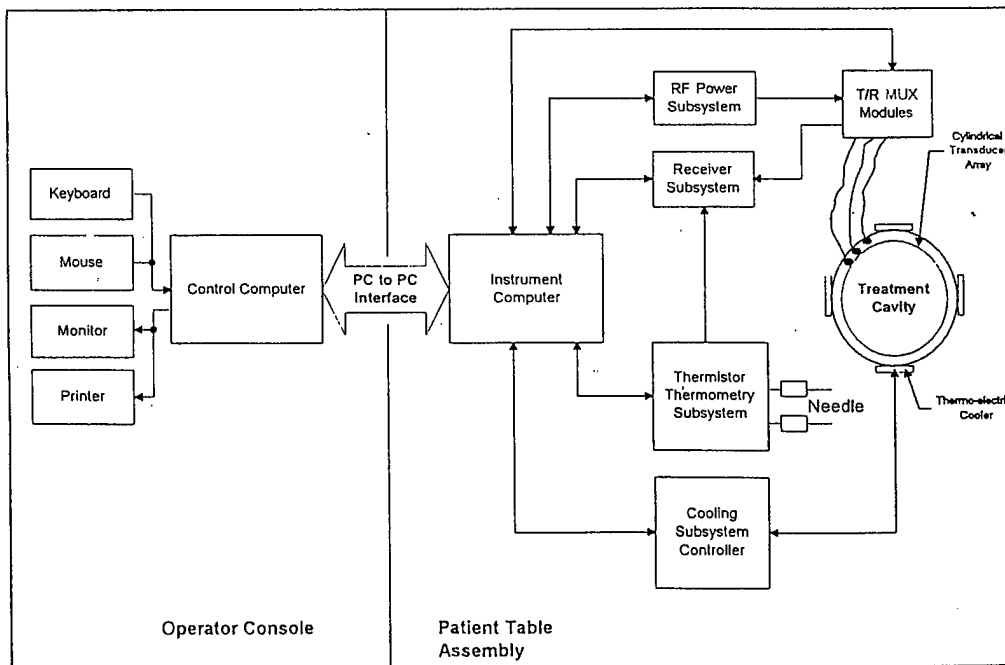 RF Power
Subsystem
T/R MUX
Modules
Cylindrical
Transducer
Array
Receiver
Subsystem
Keyboard
Mouse
Monitor
Printer
Control Computer
PC to PC
Interface
Instrument
Computer
Treatment
Cavity
Thermistor
Thermometry
Subsystem
Needle
Thermo-electric
Cooler
Cooling
Subsystem
Controller
Operator Console
Patient Table
Assembly